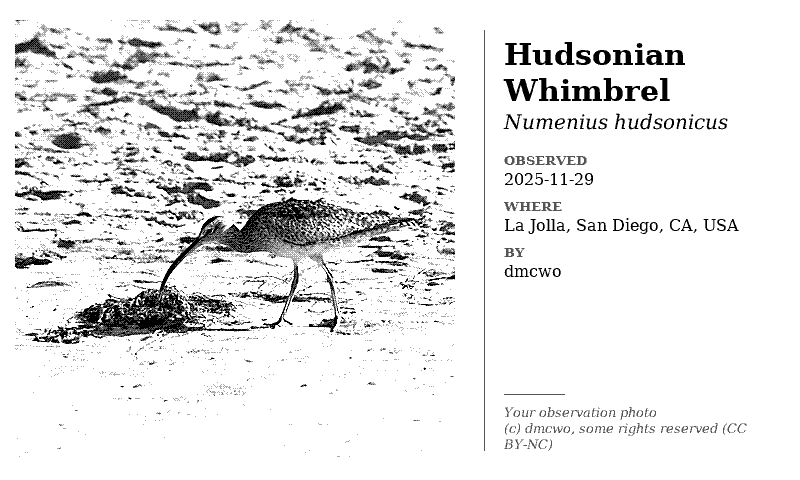 Hudsonian
Whimbrel
Numenius hudsonicus
OBSERVED
2025-11-29
WHERE
La Jolla, San Diego, CA, USA
BY
dmcwo
Your observation photo
(c) dmcwo, some rights reserved (CC
BY-NC)